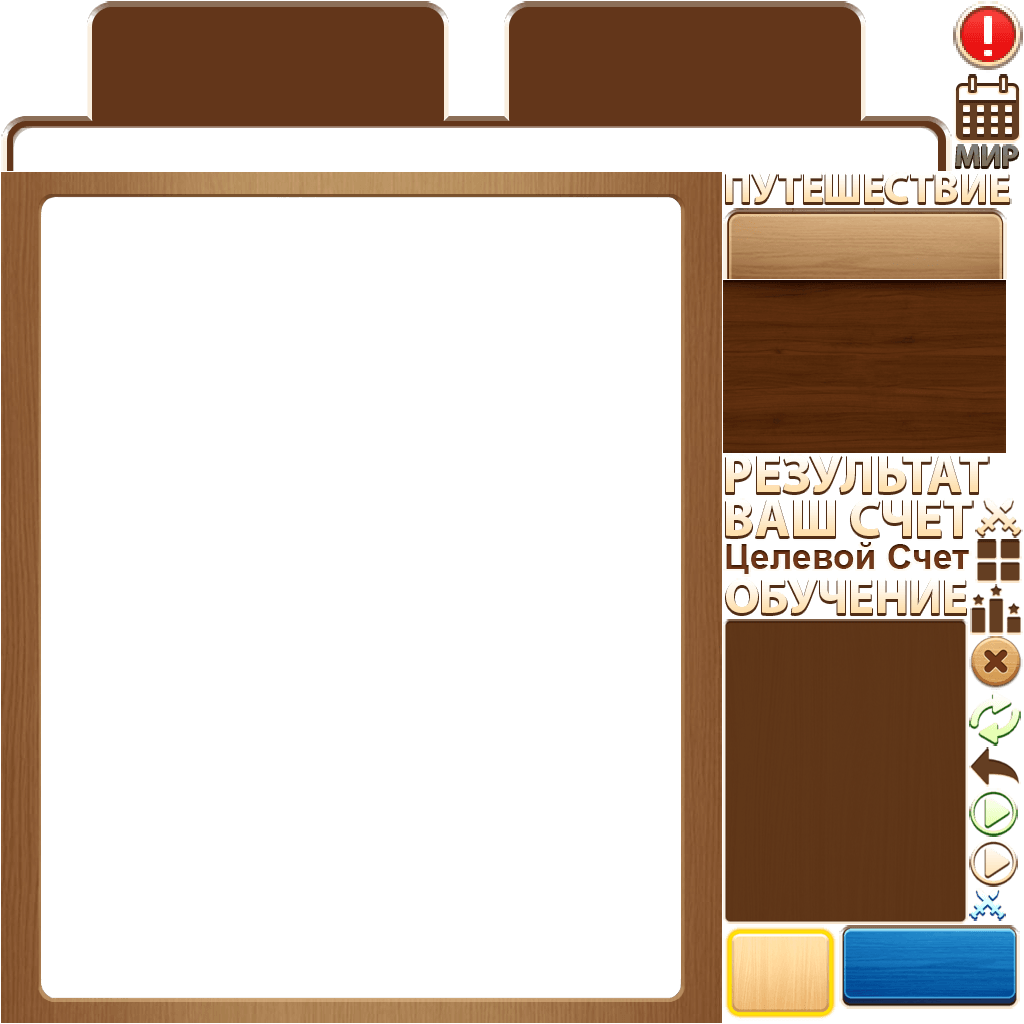 МИР
ПУТЕШЕСТВИЕ
РЕЗУЛЬТАТ
ВАШ СЧЕТ
Целевой Счет
ОБУЧЕНИЕ